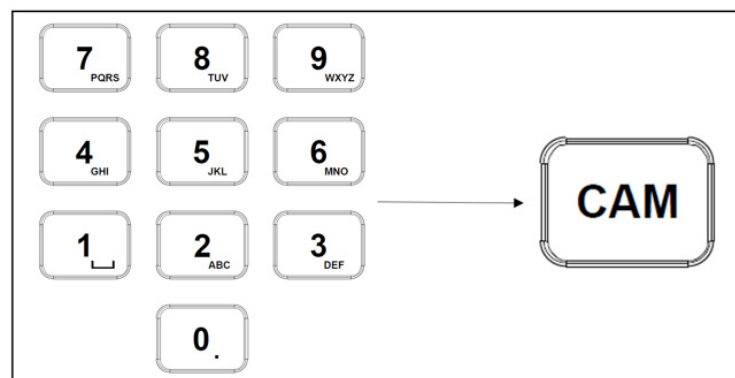 7 PQRS 8 TUV 9 WXYZ
4 GHI 5 JKL 6 MNO
CAM
1 2 ABC 3 DEF
0 .